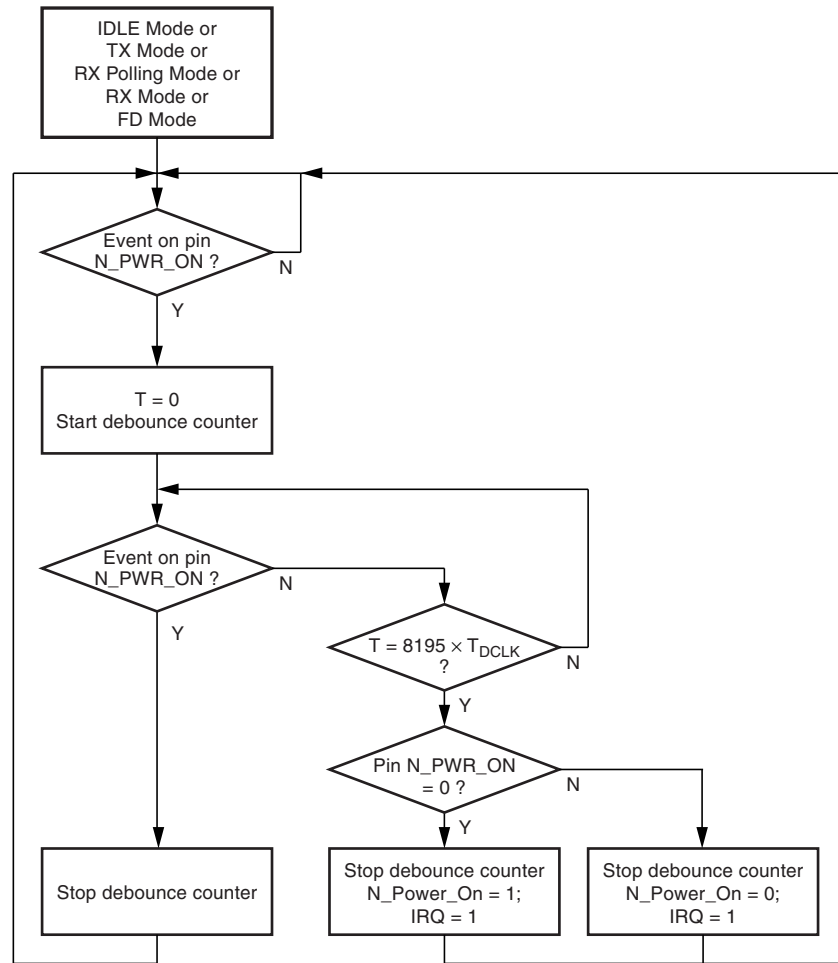 IDLE Mode or
TX Mode or
RX Polling Mode or
RX Mode or
FD Mode
Event on pin
N_PWR_ON ?
N
Y
T = 0
Start debounce counter
Event on pin
N_PWR_ON ?
N
Y
T = 8195 × T_DCLK
?
N
Y
Pin N_PWR_ON
= 0 ?
N
Y
Stop debounce counter
Stop debounce counter
N_Power_On = 1;
IRQ = 1
Stop debounce counter
N_Power_On = 0;
IRQ = 1